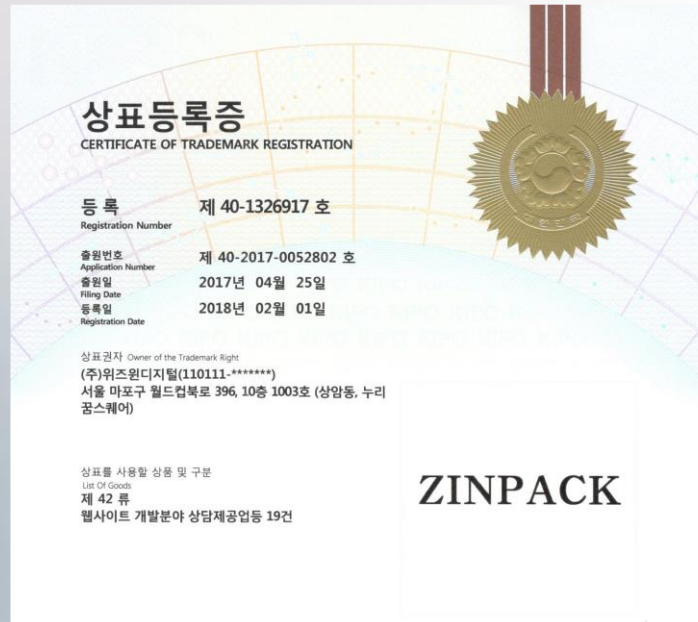 상표등록증
CERTIFICATE OF TRADEMARK REGISTRATION
등 록 제 40-1326917 호
Registration Number
출원번호 제 40-2017-0052802 호
Application Number
출원일 2017년 04월 25일
Filing Date
등록일 2018년 02월 01일
Registration Date
상표권자 Owner of the Trademark Right
(주)위즈윈디지털(110111-*******)
서울 마포구 월드컵북로 396, 10층 1003호 (상암동, 누리
꿈스퀘어)
상표를 사용할 상품 및 구분
List Of Goods
제 42 류
웹사이트 개발분야 상담제공업등 19건
ZINPACK
대한민국